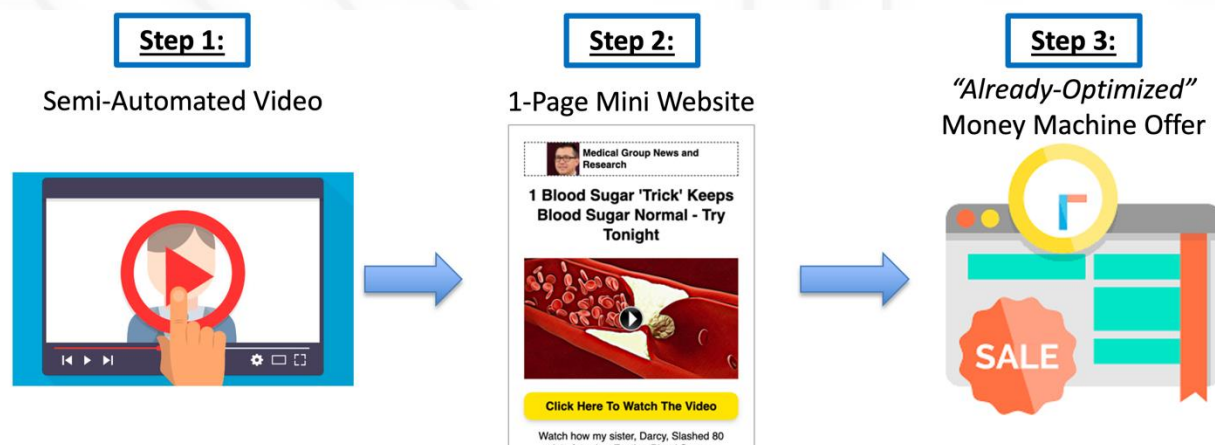 Step 1:
Semi-Automated Video
Step 2:
1-Page Mini Website
Medical Group News and
Research
1 Blood Sugar 'Trick' Keeps
Blood Sugar Normal - Try
Tonight
Click Here To Watch The Video
Watch how my sister, Darcy, Slashed 80
Step 3:
“Already-Optimized”
Money Machine Offer
SALE